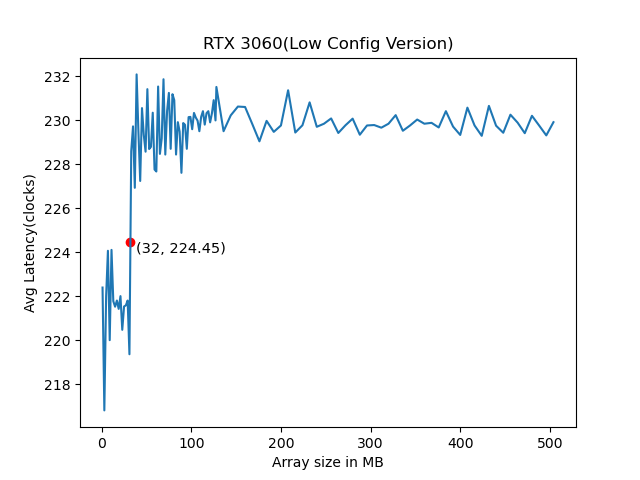 RTX 3060(Low Config Version)
232
230
228
226
224
222
220
218
Avg Latency(clocks)
(32, 224.45)
0 100 200 300 400 500
Array size in MB